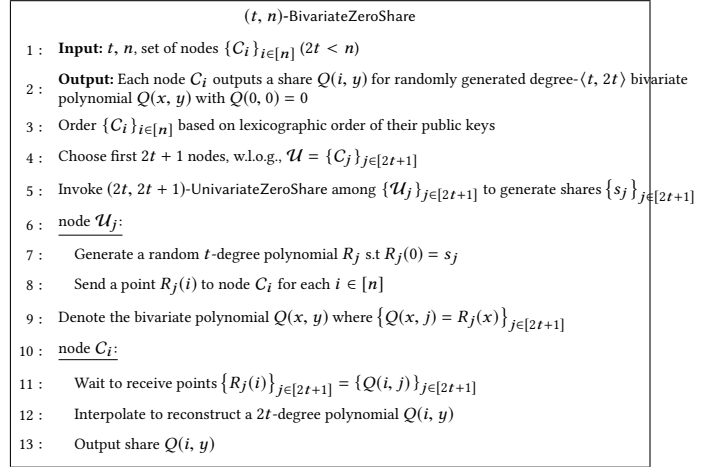 (t, n)-BivariateZeroShare
1 : Input: t, n, set of nodes {C_i}_{i∈[n]} (2t < n)
2 : Output: Each node C_i outputs a share Q(i, y) for randomly generated degree-⟨t, 2t⟩ bivariate
polynomial Q(x, y) with Q(0, 0) = 0
3 : Order {C_i}_{i∈[n]} based on lexicographic order of their public keys
4 : Choose first 2t + 1 nodes, w.l.o.g., 𝒰 = {C_j}_{j∈[2t+1]}
5 : Invoke (2t, 2t + 1)-UnivariateZeroShare among {𝒰_j}_{j∈[2t+1]} to generate shares {s_j}_{j∈[2t+1]}
6 : node 𝒰_j:
7 : Generate a random t-degree polynomial R_j s.t R_j(0) = s_j
8 : Send a point R_j(i) to node C_i for each i ∈ [n]
9 : Denote the bivariate polynomial Q(x, y) where {Q(x, j) = R_j(x)}_{j∈[2t+1]}
10 : node C_i:
11 : Wait to receive points {R_j(i)}_{j∈[2t+1]} = {Q(i, j)}_{j∈[2t+1]}
12 : Interpolate to reconstruct a 2t-degree polynomial Q(i, y)
13 : Output share Q(i, y)